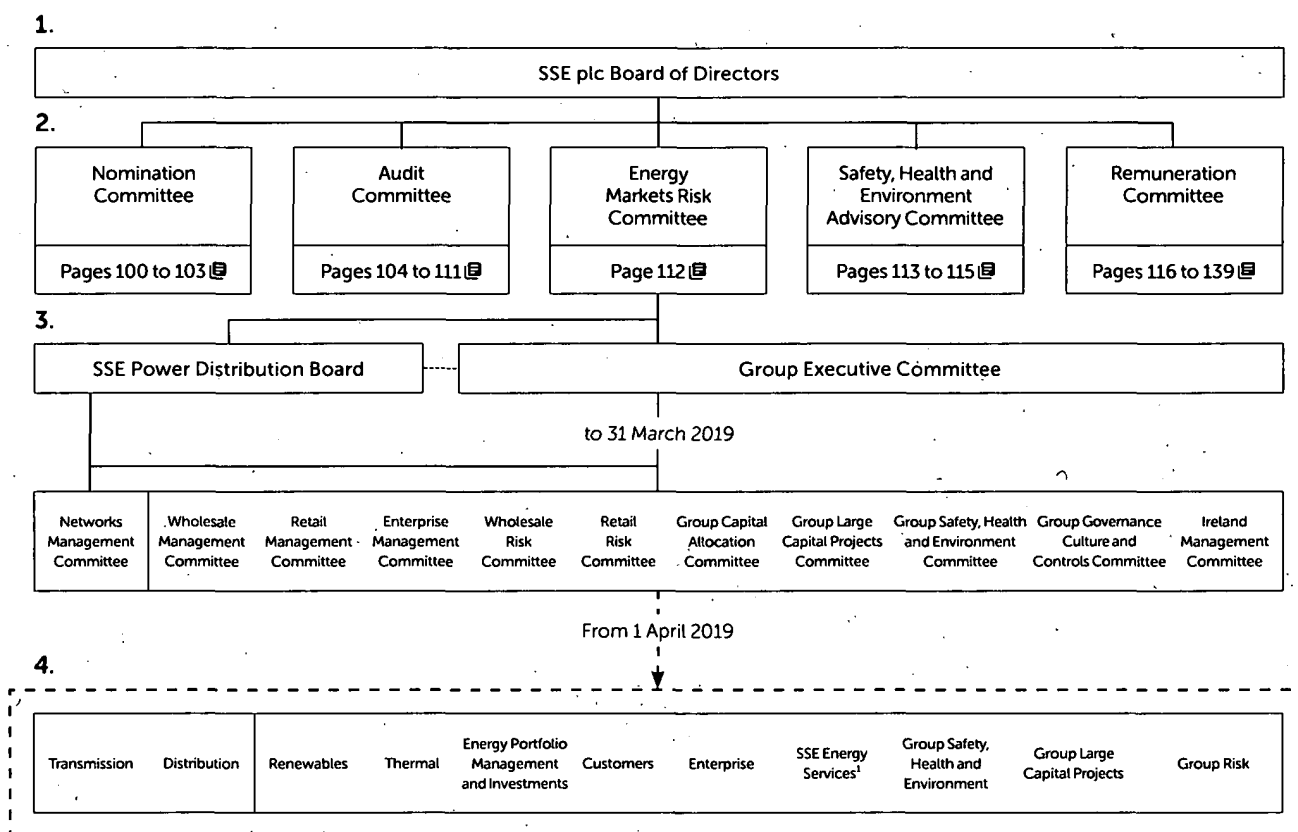 1.
SSE plc Board of Directors
2.
Nomination
Committee
Pages 100 to 103
Audit
Committee
Pages 104 to 111
Energy
Markets Risk
Committee
Page 112
Safety, Health and
Environment
Advisory Committee
Pages 113 to 115
Remuneration
Committee
Pages 116 to 139
3.
SSE Power Distribution Board
Group Executive Committee
to 31 March 2019
Networks
Management
Committee
Wholesale
Management
Committee
Retail
Management
Committee
Enterprise
Management
Committee
Wholesale
Risk
Committee
Retail
Risk
Committee
Group Capital
Allocation
Committee
Group Large
Capital Projects
Committee
Group Safety, Health
and Environment
Committee
Group Governance
Culture and
Controls Committee
Ireland
Management
Committee
From 1 April 2019
4.
Transmission
Distribution
Renewables
Thermal
Energy Portfolio
Management
and Investments
Customers
Enterprise
SSE Energy
Services¹
Group Safety,
Health and
Environment
Group Large
Capital Projects
Group Risk